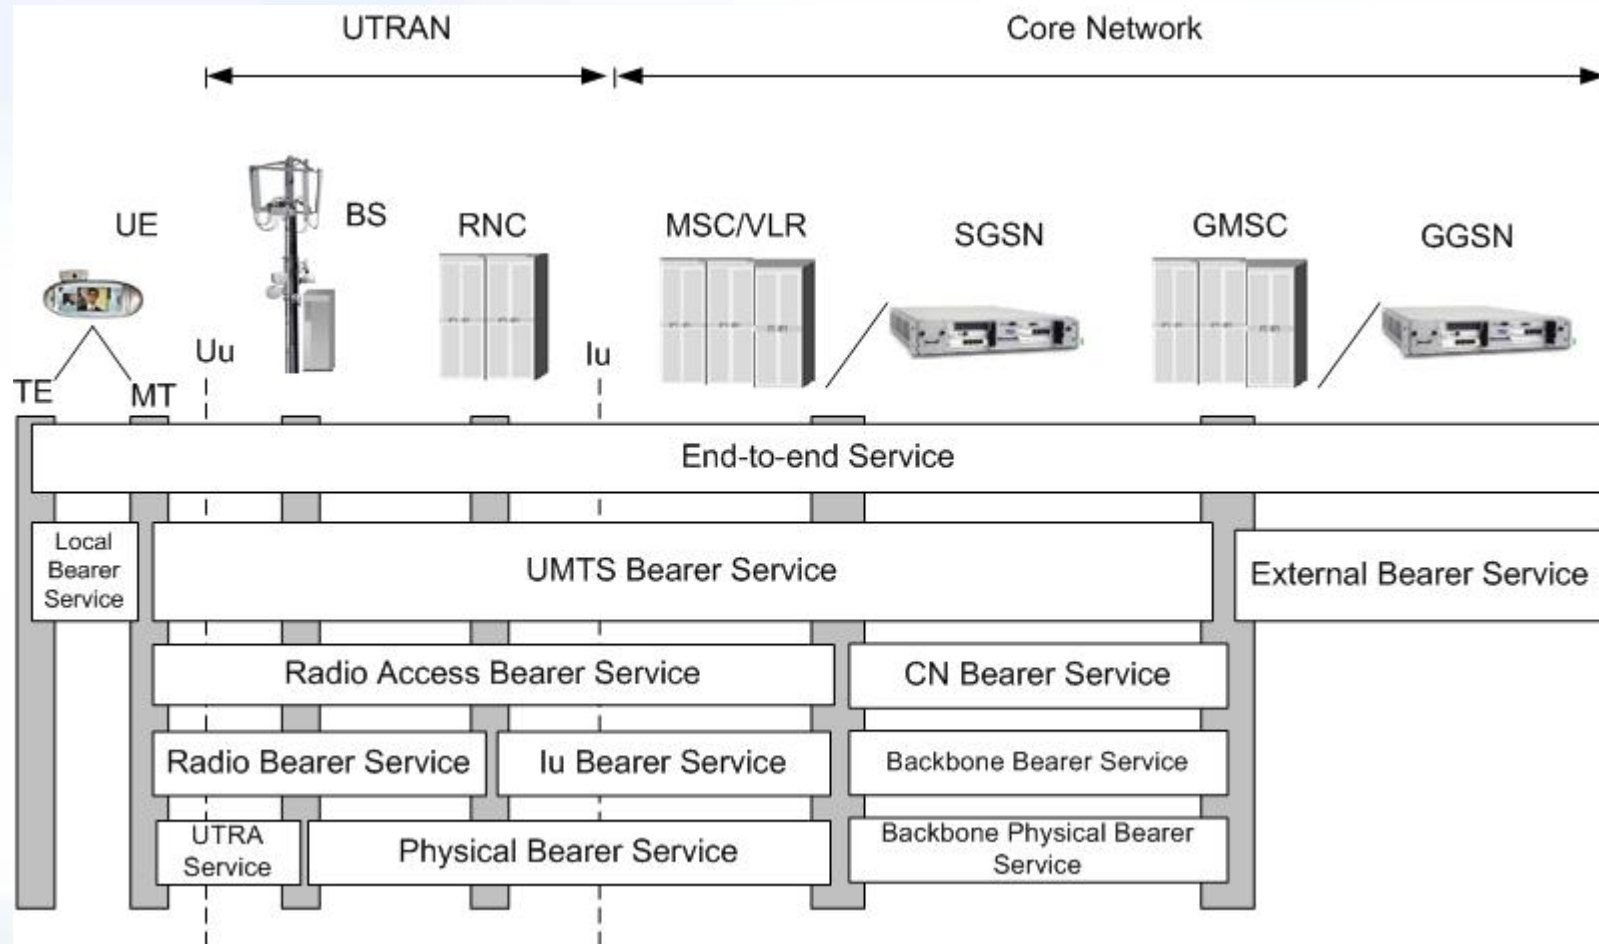 UTRAN
Core Network
UE
BS
RNC
MSC/VLR
SGSN
GMSC
GGSN
Uu
Iu
TE
MT
End-to-end Service
Local
Bearer
Service
UMTS Bearer Service
External Bearer Service
Radio Access Bearer Service
CN Bearer Service
Radio Bearer Service
Iu Bearer Service
Backbone Bearer Service
UTRA
Service
Physical Bearer Service
Backbone Physical Bearer
Service